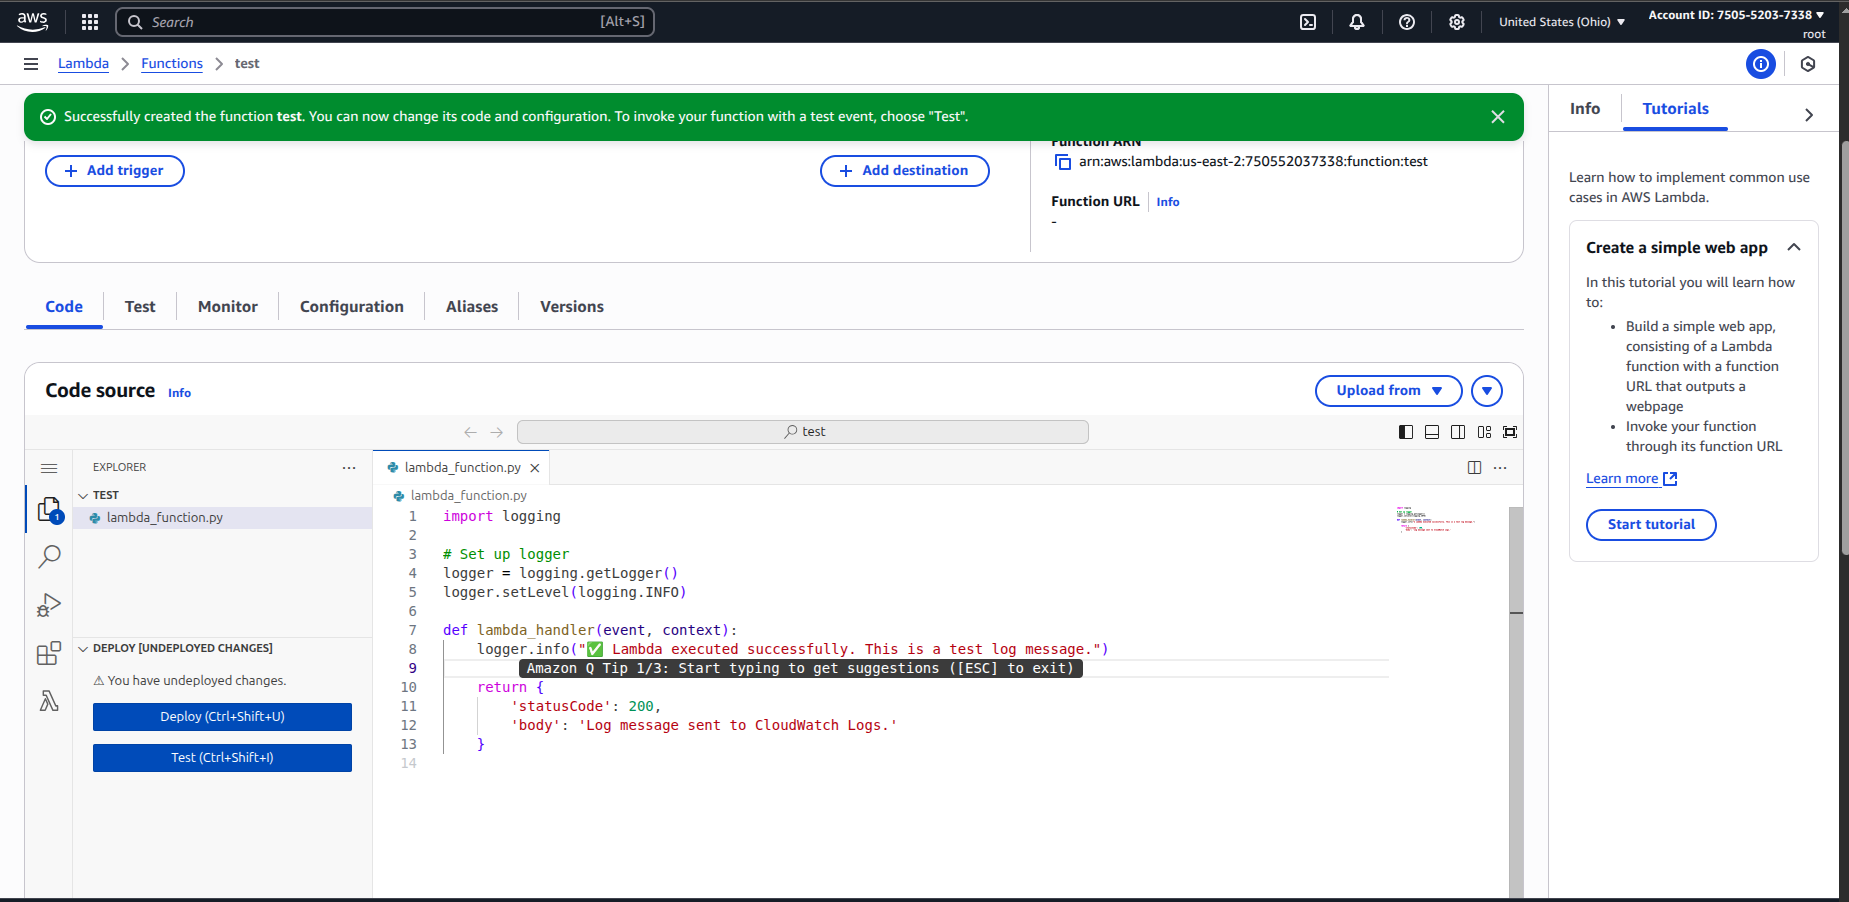 aws
Search [Alt+S]
United States (Ohio)
Account ID: 7505-5203-7338
root
Lambda
Functions
test
Successfully created the function test. You can now change its code and configuration. To invoke your function with a test event, choose "Test".
Add trigger
Add destination
Function ARN
arn:aws:lambda:us-east-2:750552037338:function:test
Function URL Info
-
Code
Test
Monitor
Configuration
Aliases
Versions
Code source Info
Upload from
test
EXPLORER
TEST
lambda_function.py
1
DEPLOY [UNDEPLOYED CHANGES]
You have undeployed changes.
Deploy (Ctrl+Shift+U)
Test (Ctrl+Shift+I)
lambda_function.py
lambda_function.py
1 import logging
2
3 # Set up logger
4 logger = logging.getLogger()
5 logger.setLevel(logging.INFO)
6
7 def lambda_handler(event, context):
8 logger.info("✅ Lambda executed successfully. This is a test log message.")
9 Amazon Q Tip 1/3: Start typing to get suggestions ([ESC] to exit)
10 return {
11 'statusCode': 200,
12 'body': 'Log message sent to CloudWatch Logs.'
13 }
14
Info
Tutorials
Learn how to implement common use
cases in AWS Lambda.
Create a simple web app
In this tutorial you will learn how
to:
• Build a simple web app,
consisting of a Lambda
function with a function
URL that outputs a
webpage
• Invoke your function
through its function URL
Learn more
Start tutorial